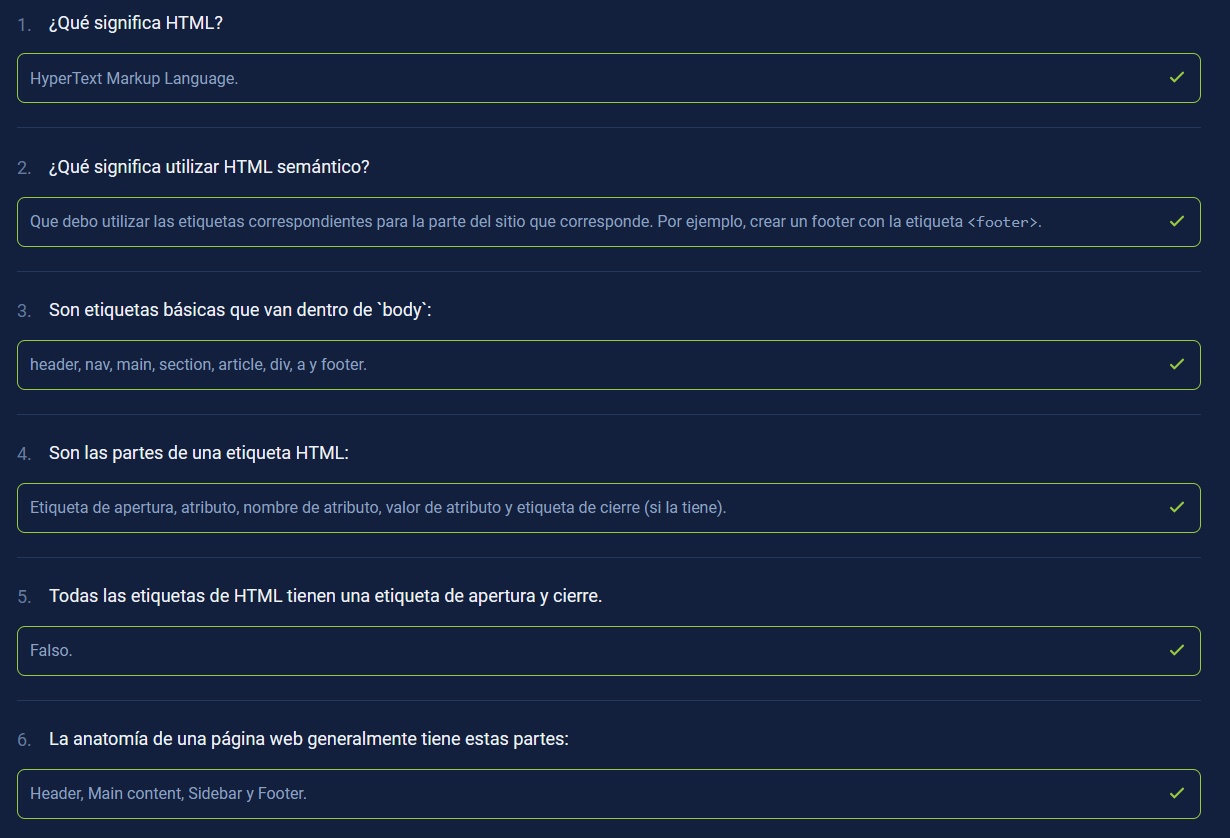 1. ¿Qué significa HTML?
HyperText Markup Language.
2. ¿Qué significa utilizar HTML semántico?
Que debo utilizar las etiquetas correspondientes para la parte del sitio que corresponde. Por ejemplo, crear un footer con la etiqueta <footer>.
3. Son etiquetas básicas que van dentro de `body`:
header, nav, main, section, article, div, a y footer.
4. Son las partes de una etiqueta HTML:
Etiqueta de apertura, atributo, nombre de atributo, valor de atributo y etiqueta de cierre (si la tiene).
5. Todas las etiquetas de HTML tienen una etiqueta de apertura y cierre.
Falso.
6. La anatomía de una página web generalmente tiene estas partes:
Header, Main content, Sidebar y Footer.